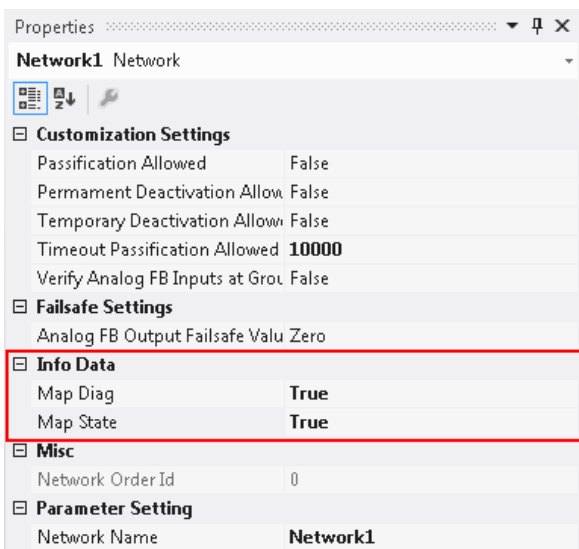 Properties
Network1 Network
Customization Settings
Passification Allowed False
Permament Deactivation Allow False
Temporary Deactivation Allow False
Timeout Passification Allowed 10000
Verify Analog FB Inputs at Grou False
Failsafe Settings
Analog FB Output Failsafe Valu Zero
Info Data
Map Diag True
Map State True
Misc
Network Order Id 0
Parameter Setting
Network Name Network1